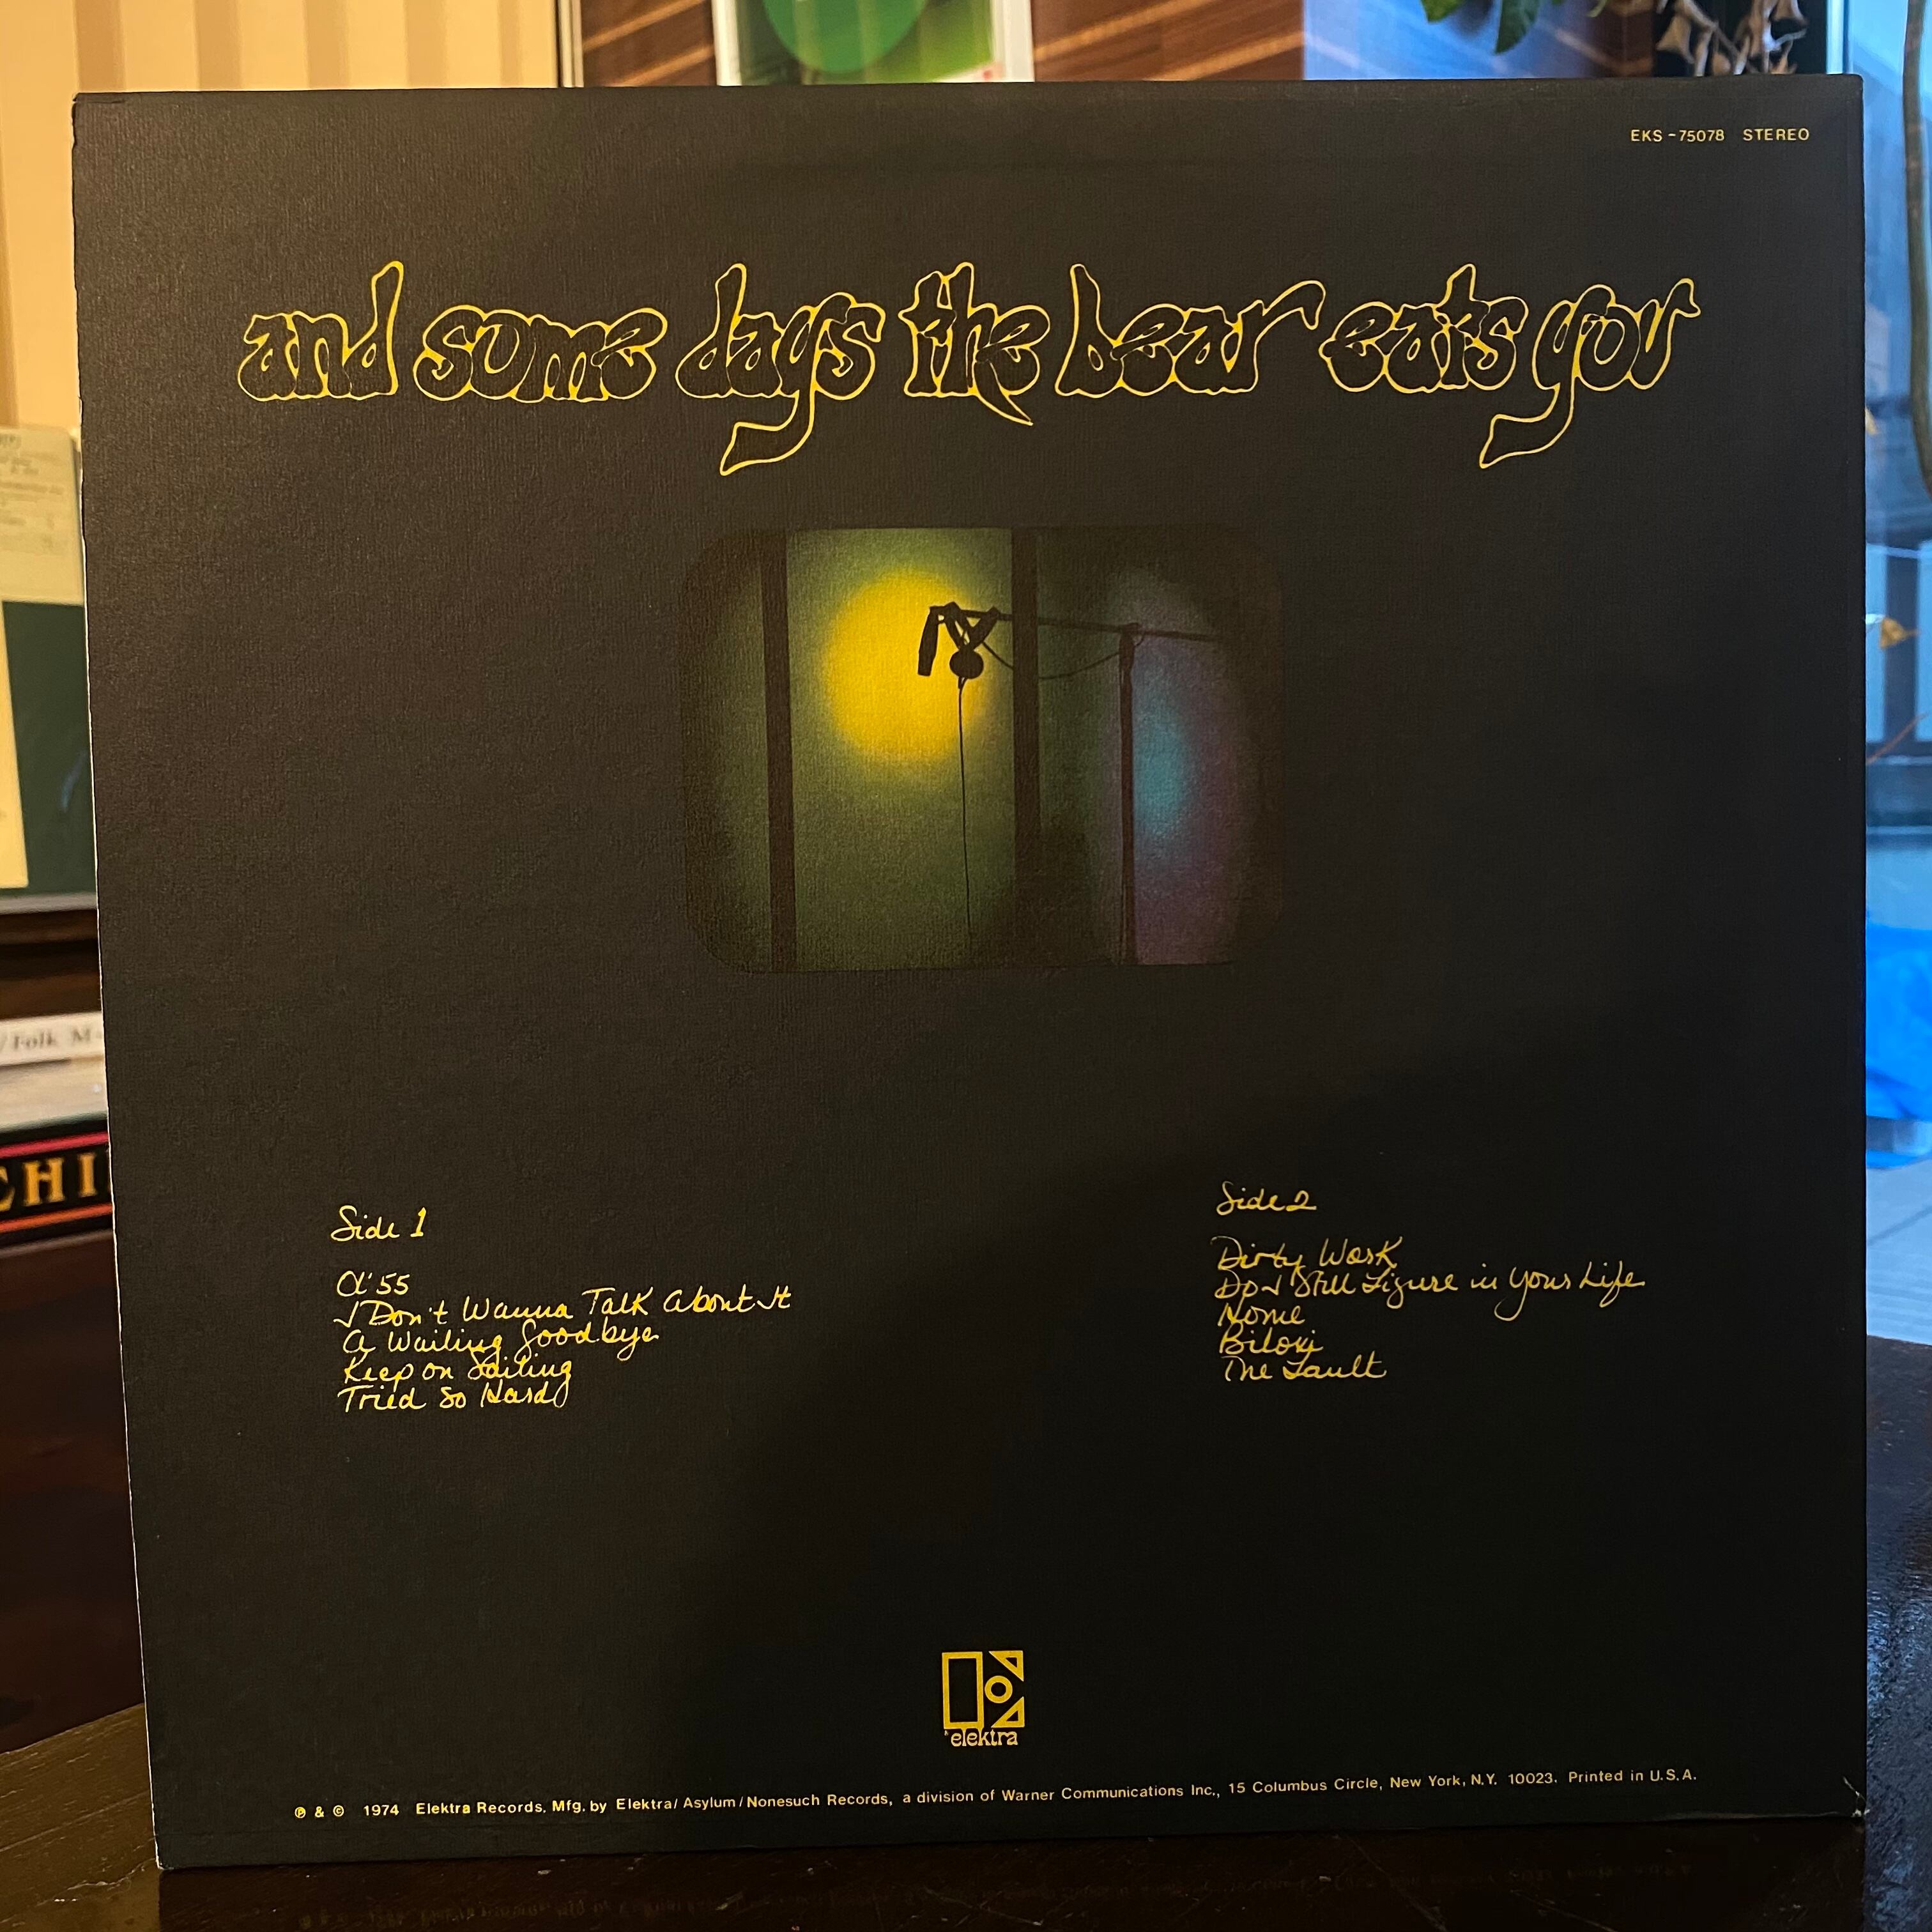 EKS-75078 STEREO
and some days the bear eats you
Side 1
Ol' 55
I Don't Wanna Talk About It
A Wailing Goodbye
Keep on Sailing
Tried So Hard
Side 2
Dirty Work
Do I Still Figure in Your Life
Home
Biloxi
The Fault
elektra
℗ & © 1974 Elektra Records. Mfg. by Elektra/Asylum/Nonesuch Records, a division of Warner Communications Inc., 15 Columbus Circle, New York, N.Y. 10023. Printed in U.S.A.
/Folk M-
CHI